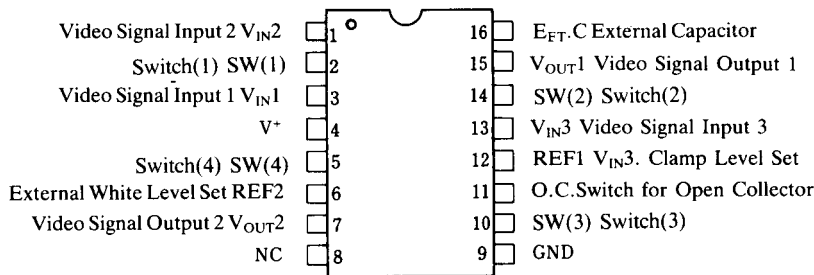 Video Signal Input 2 V_IN2 1
Switch(1) SW(1) 2
Video Signal Input 1 V_IN1 3
V+ 4
Switch(4) SW(4) 5
External White Level Set REF2 6
Video Signal Output 2 V_OUT2 7
NC 8
16 E_FT.C External Capacitor
15 V_OUT1 Video Signal Output 1
14 SW(2) Switch(2)
13 V_IN3 Video Signal Input 3
12 REF1 V_IN3. Clamp Level Set
11 O.C.Switch for Open Collector
10 SW(3) Switch(3)
9 GND